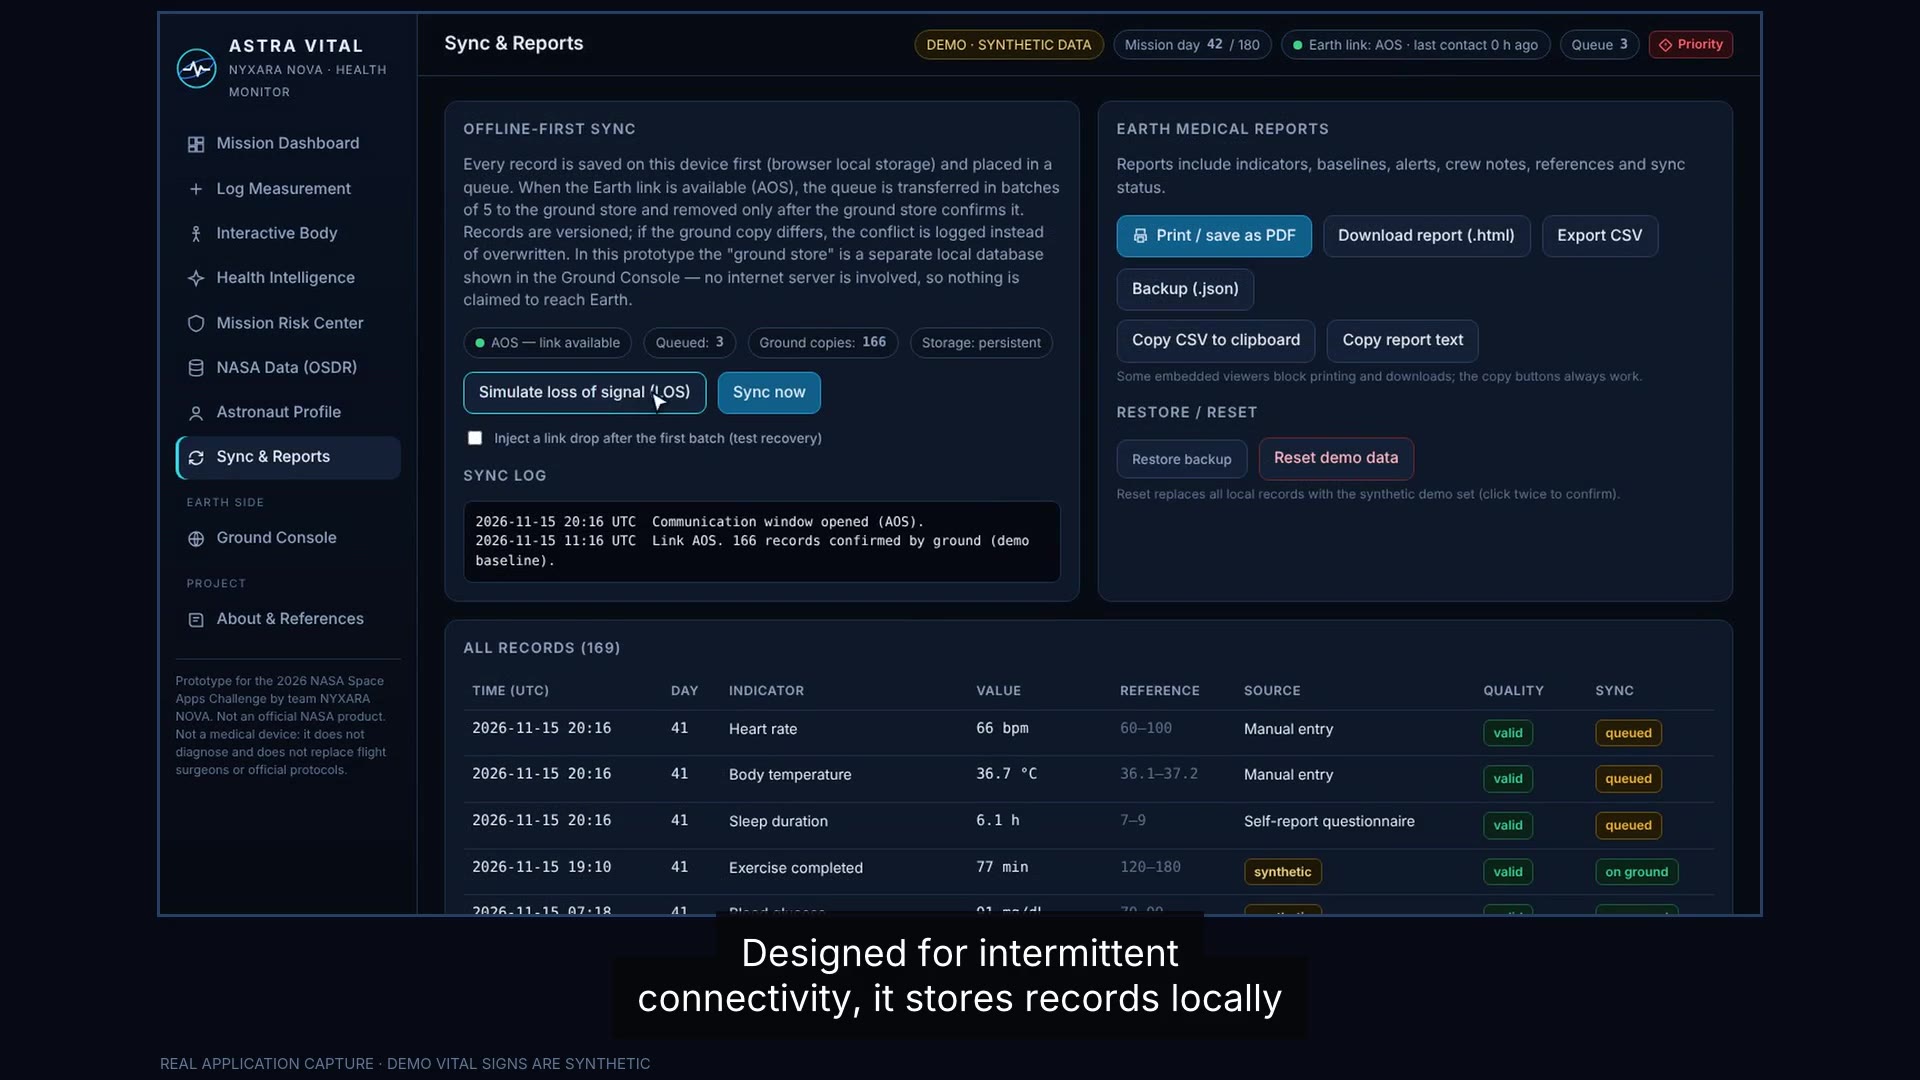 ASTRA VITAL
NYXARA NOVA · HEALTH
MONITOR
Mission Dashboard
Log Measurement
Interactive Body
Health Intelligence
Mission Risk Center
NASA Data (OSDR)
Astronaut Profile
Sync & Reports
EARTH SIDE
Ground Console
PROJECT
About & References
Prototype for the 2026 NASA Space
Apps Challenge by team NYXARA
NOVA. Not an official NASA product.
Not a medical device: it does not
diagnose and does not replace flight
surgeons or official protocols.
Sync & Reports
DEMO · SYNTHETIC DATA
Mission day 42 / 180
Earth link: AOS · last contact 0 h ago
Queue 3
Priority
OFFLINE-FIRST SYNC
Every record is saved on this device first (browser local storage) and placed in a
queue. When the Earth link is available (AOS), the queue is transferred in batches
of 5 to the ground store and removed only after the ground store confirms it.
Records are versioned; if the ground copy differs, the conflict is logged instead
of overwritten. In this prototype the "ground store" is a separate local database
shown in the Ground Console — no internet server is involved, so nothing is
claimed to reach Earth.
AOS — link available
Queued: 3
Ground copies: 166
Storage: persistent
Simulate loss of signal (LOS)
Sync now
Inject a link drop after the first batch (test recovery)
SYNC LOG
2026-11-15 20:16 UTC Communication window opened (AOS).
2026-11-15 11:16 UTC Link AOS. 166 records confirmed by ground (demo
baseline).
EARTH MEDICAL REPORTS
Reports include indicators, baselines, alerts, crew notes, references and sync
status.
Print / save as PDF
Download report (.html)
Export CSV
Backup (.json)
Copy CSV to clipboard
Copy report text
Some embedded viewers block printing and downloads; the copy buttons always work.
RESTORE / RESET
Restore backup
Reset demo data
Reset replaces all local records with the synthetic demo set (click twice to confirm).
ALL RECORDS (169)
TIME (UTC) DAY INDICATOR VALUE REFERENCE SOURCE QUALITY SYNC
2026-11-15 20:16 41 Heart rate 66 bpm 60–100 Manual entry valid queued
2026-11-15 20:16 41 Body temperature 36.7 °C 36.1–37.2 Manual entry valid queued
2026-11-15 20:16 41 Sleep duration 6.1 h 7–9 Self-report questionnaire valid queued
2026-11-15 19:10 41 Exercise completed 77 min 120–180 synthetic valid on ground
2026-11-15 07:18 41
Designed for intermittent
connectivity, it stores records locally
REAL APPLICATION CAPTURE · DEMO VITAL SIGNS ARE SYNTHETIC